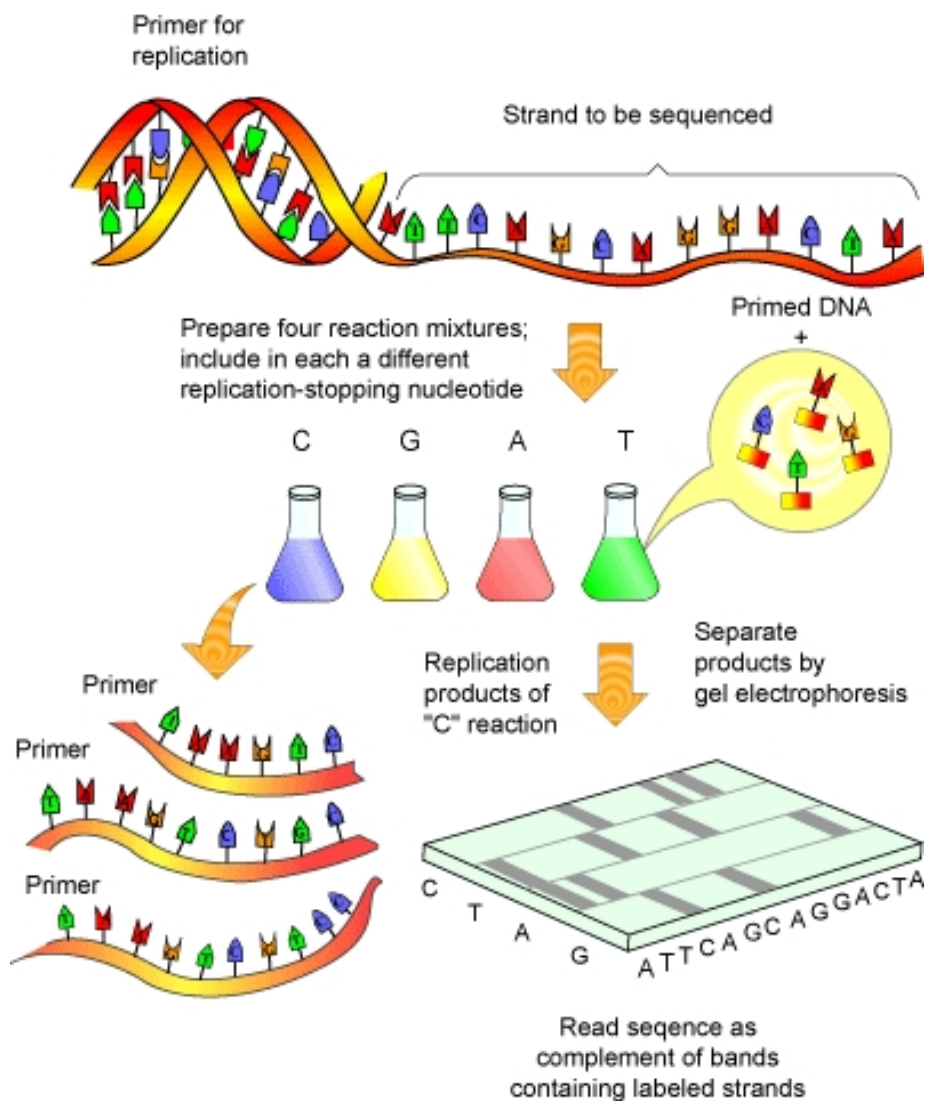 Primer for
replication
Strand to be sequenced
A T T C A G C A G G A C T A
Primed DNA
+
Prepare four reaction mixtures;
include in each a different
replication-stopping nucleotide
C G A T
A
C G
T
Separate
products by
gel electrophoresis
Replication
products of
"C" reaction
Primer
T A A G T C
Primer
T A A G T C G C
Primer
T A A G T C G T C C
C
T
A
G
ATTCAGCAGGACTA
Read seqence as
complement of bands
containing labeled strands